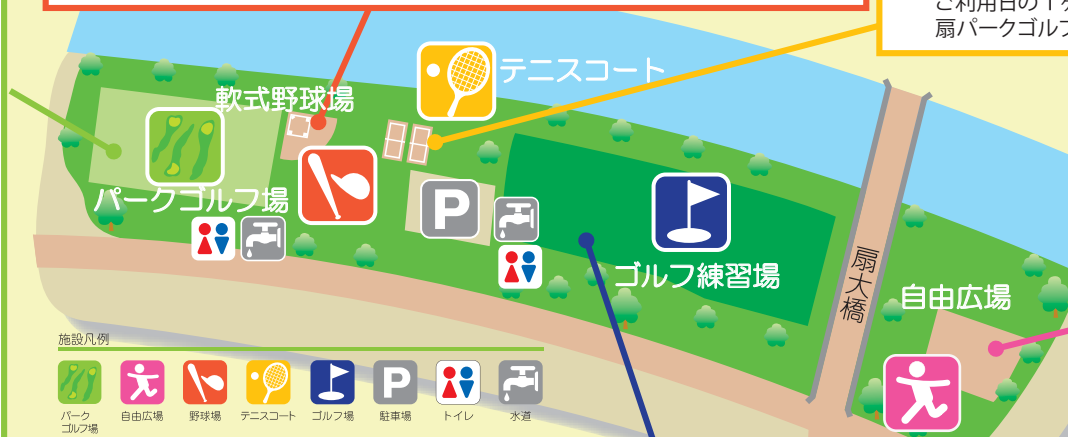 ご利用日の1ヶ
扇パークゴルフ
テニスコート
軟式野球場
パークゴルフ場
P
ゴルフ練習場
扇大橋
自由広場
施設凡例
P
パーク
ゴルフ場
自由広場
野球場
テニスコート
ゴルフ場
駐車場
トイレ
水道